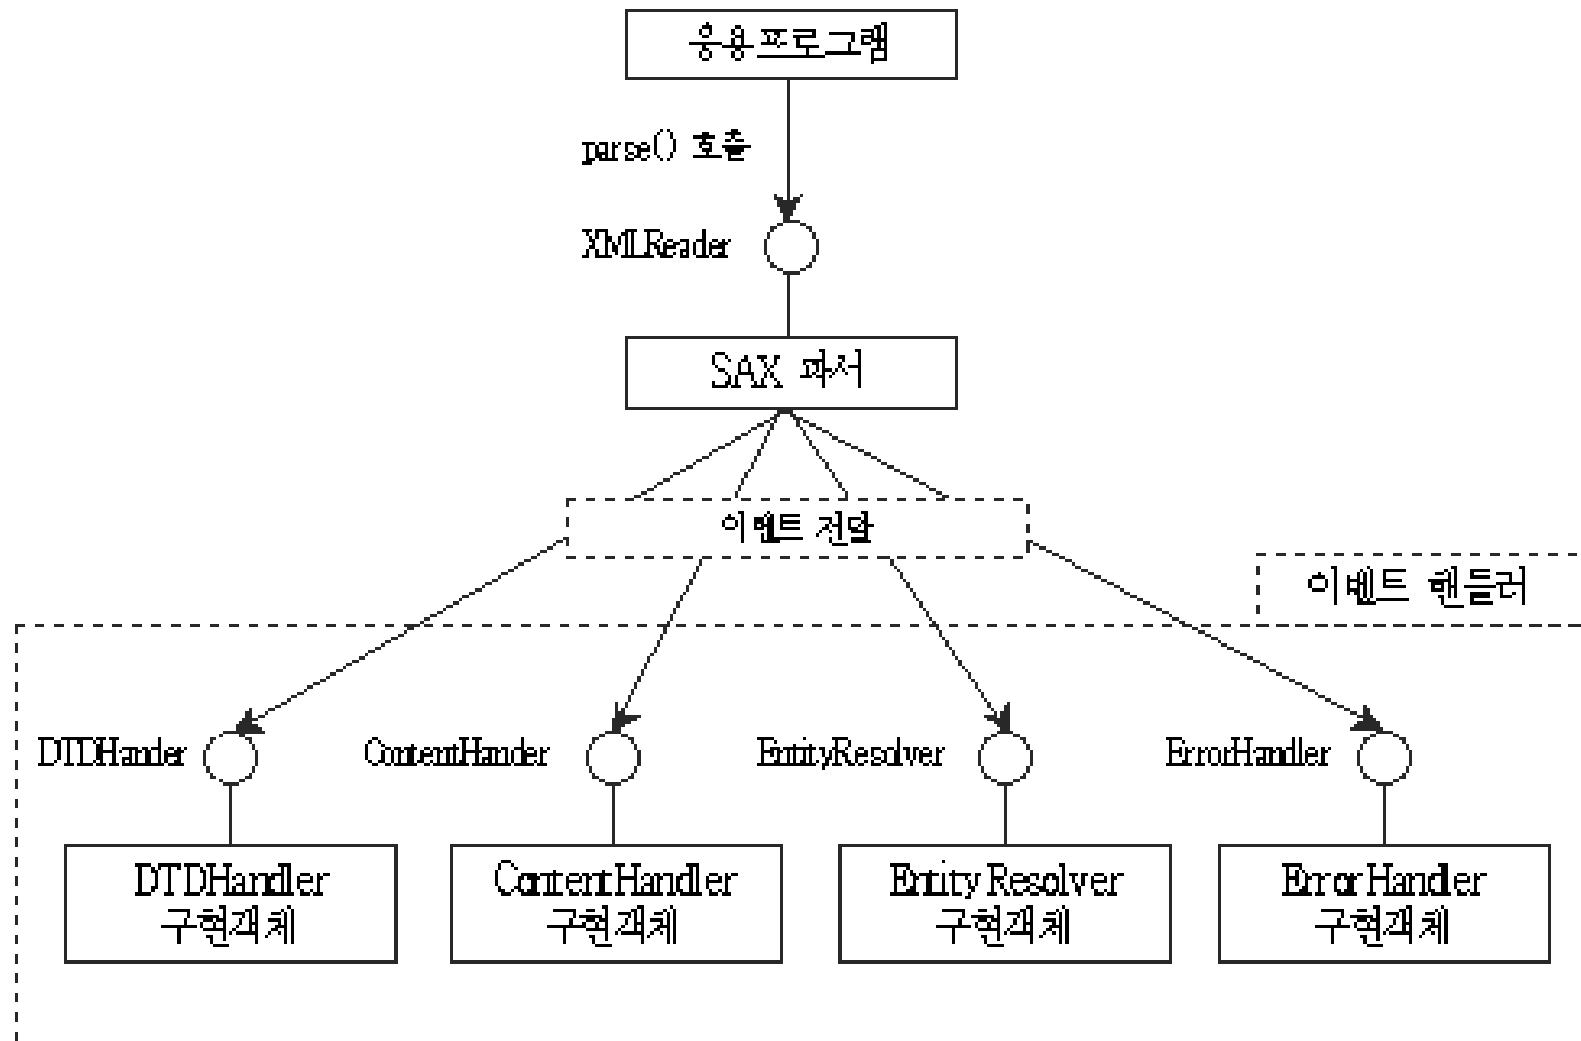 응용프로그램
parse() 호출
XMLReader
SAX 파서
이벤트 전달
이벤트 핸들러
DTDHander
ContentHander
EntityResolver
ErrorHandler
DTDHandler
구현객체
ContentHandler
구현객체
EntityResolver
구현객체
ErrorHandler
구현객체